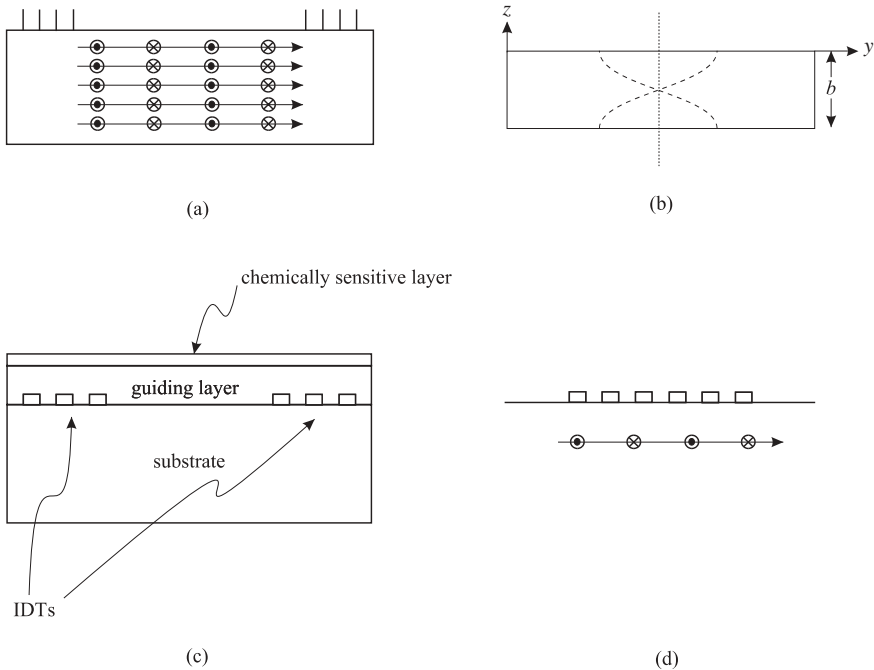 z
y
b
(a)
(b)
chemically sensitive layer
guiding layer
substrate
IDTs
(c)
(d)